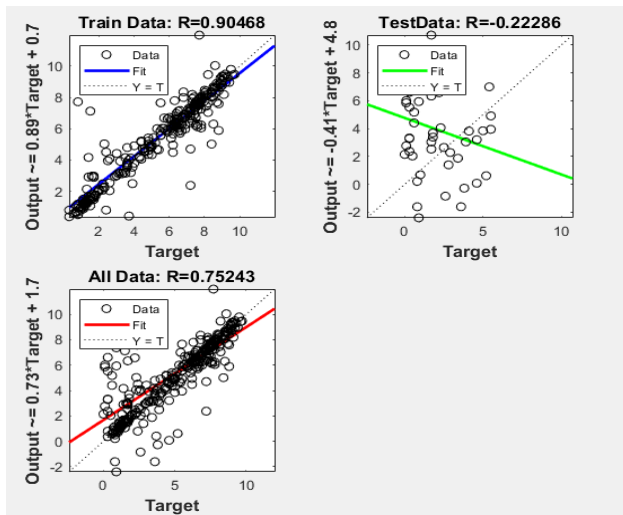 Train Data: R=0.90468
Output ~= 0.89*Target + 0.7
10
8
6
4
2
Data
Fit
Y = T
2
4
6
8
10
Target
TestData: R=-0.22286
Output ~= -0.41*Target + 4.8
10
8
6
4
2
0
-2
Data
Fit
Y = T
0
5
10
Target
All Data: R=0.75243
Output ~= 0.73*Target + 1.7
10
8
6
4
2
0
-2
Data
Fit
Y = T
0
5
10
Target